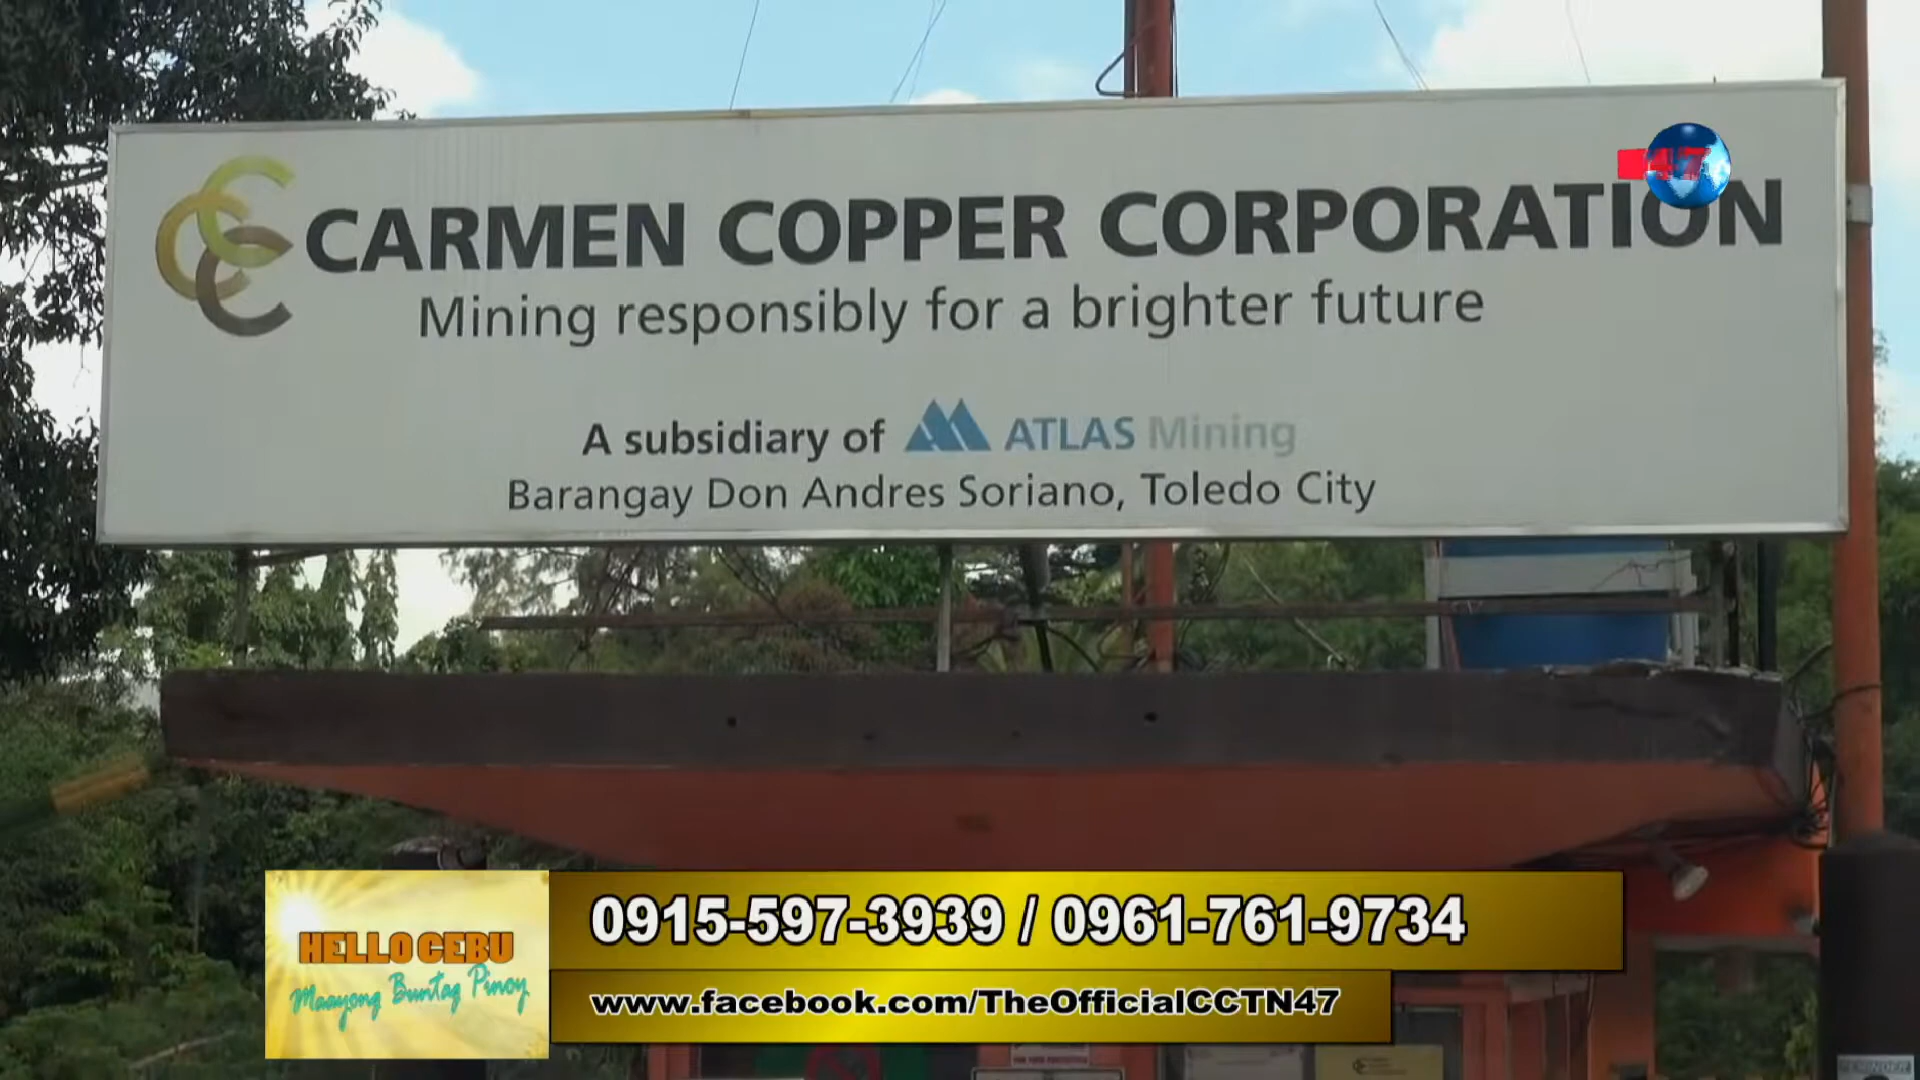 47
CARMEN COPPER CORPORATION
Mining responsibly for a brighter future
A subsidiary of ATLAS Mining
Barangay Don Andres Soriano, Toledo City
HELLO CEBU
Maayong Buntag Pinoy
0915-597-3939 / 0961-761-9734
www.facebook.com/TheOfficialCCTN47